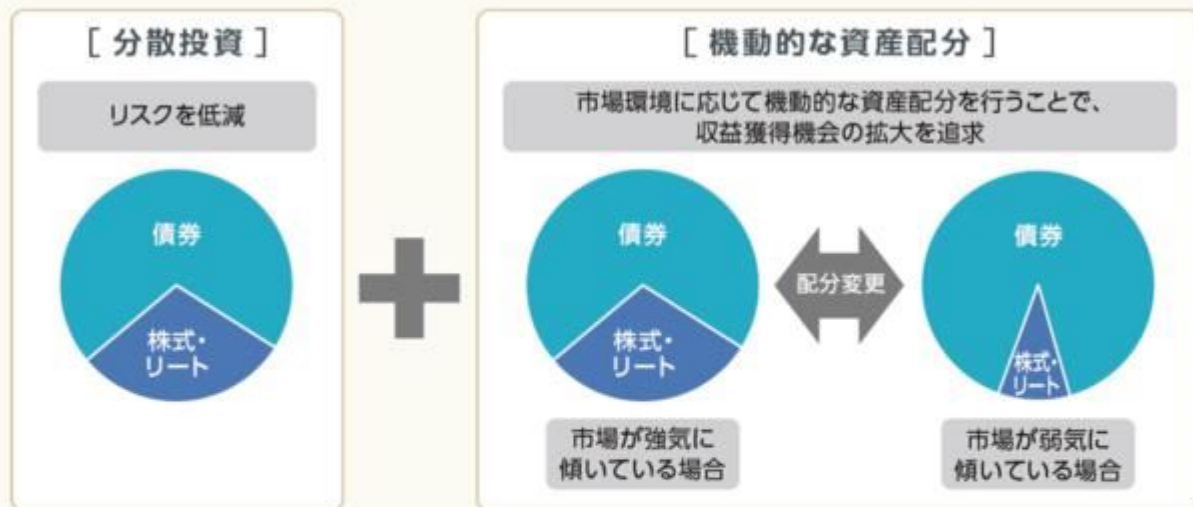 [ 分散投資 ]
リスクを低減
債券
株式・
リート
[ 機動的な資産配分 ]
市場環境に応じて機動的な資産配分を行うことで、
収益獲得機会の拡大を追求
債券
株式・
リート
市場が強気に
傾いている場合
配分変更
債券
株式・
リート
市場が弱気に
傾いている場合